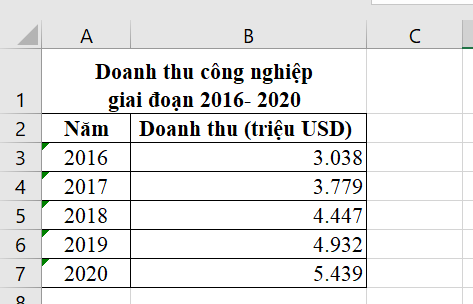 A B C
1 Doanh thu công nghiệp
giai đoạn 2016- 2020
2 Năm Doanh thu (triệu USD)
3 2016 3.038
4 2017 3.779
5 2018 4.447
6 2019 4.932
7 2020 5.439
8